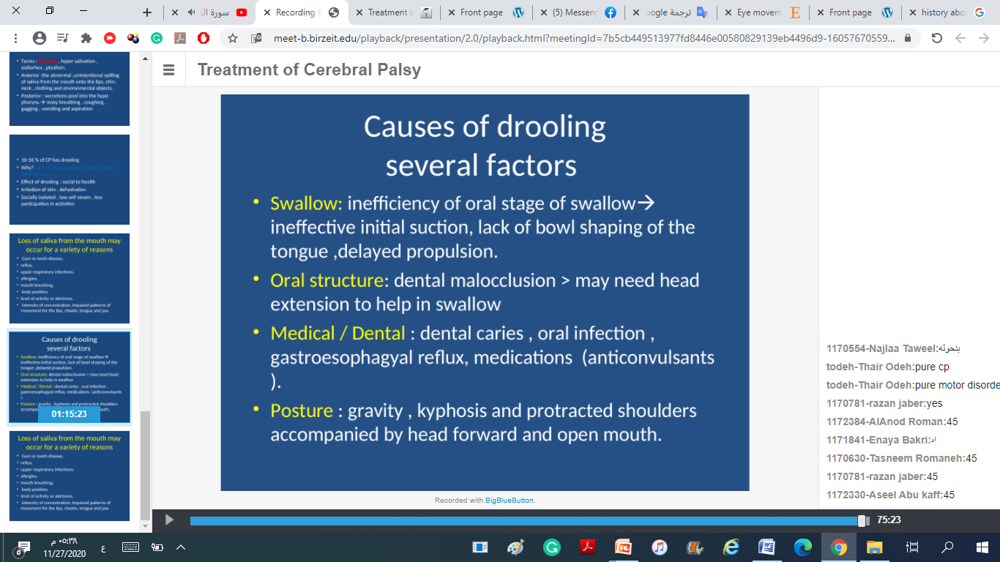 سورة الـ
Recording P
Treatment o
Front page
(5) Messeng
ترجمة oogle
Eye movem
Front page
history abou
meet-b.birzeit.edu/playback/presentation/2.0/playback.html?meetingId=7b5cb449513977fd8446e00580829139eb4496d9-16057670559...
• Terms : , hyper salivation ,
siallorhea , ptyalism.
• Anterior :the abnormal ,unintentional spilling
of saliva from the mouth onto the lips, chin,
neck , clothing and environmental objects.
• Posterior : secretions pool into the hypo
pharynx.→ noisy breathing , coughing ,
gagging , vomiting and aspiration
• 10-16 % of CP has drooling
• Why?
• Effect of drooling : social to health
• Irritation of skin , dehydration
• Socially isolated , low self steam , less
participation in activities
Loss of saliva from the mouth may
occur for a variety of reasons
• Gum or tooth disease,
• reflux,
• upper respiratory infections,
• allergies,
• mouth breathing,
• body position,
• level of activity or alertness,
• intensity of concentration, impaired patterns of
movement for the lips, cheeks, tongue and jaw.
Causes of drooling
several factors
• Swallow: inefficiency of oral stage of swallow→
ineffective initial suction, lack of bowl shaping of the
tongue ,delayed propulsion.
• Oral structure: dental malocclusion > may need head
extension to help in swallow
• Medical / Dental : dental caries , oral infection ,
gastroesophagyal reflux, medications (anticonvulsants
).
• Posture : gravity , kyphosis and protracted shoulders
accompa mouth.
01:15:23
Loss of saliva from the mouth may
occur for a variety of reasons
• Gum or tooth disease,
• reflux,
• upper respiratory infections,
• allergies,
• mouth breathing,
• body position,
• level of activity or alertness,
• intensity of concentration, impaired patterns of
movement for the lips, cheeks, tongue and jaw.
Treatment of Cerebral Palsy
Causes of drooling
several factors
• Swallow: inefficiency of oral stage of swallow→
ineffective initial suction, lack of bowl shaping of the
tongue ,delayed propulsion.
• Oral structure: dental malocclusion > may need head
extension to help in swallow
• Medical / Dental : dental caries , oral infection ,
gastroesophagyal reflux, medications (anticonvulsants
).
• Posture : gravity , kyphosis and protracted shoulders
accompanied by head forward and open mouth.
Recorded with BigBlueButton.
1170554-Najlaa Taweel:بنحوله
todeh-Thair Odeh:pure cp
todeh-Thair Odeh:pure motor disorde
1170781-razan jaber:yes
1172384-AlAnod Roman:45
1171841-Enaya Bakri:اه
1170630-Tasneem Romaneh:45
1170781-razan jaber:45
1172330-Aseel Abu kaff:45
75:23
٠٥:٣٨ م
11/27/2020
ع